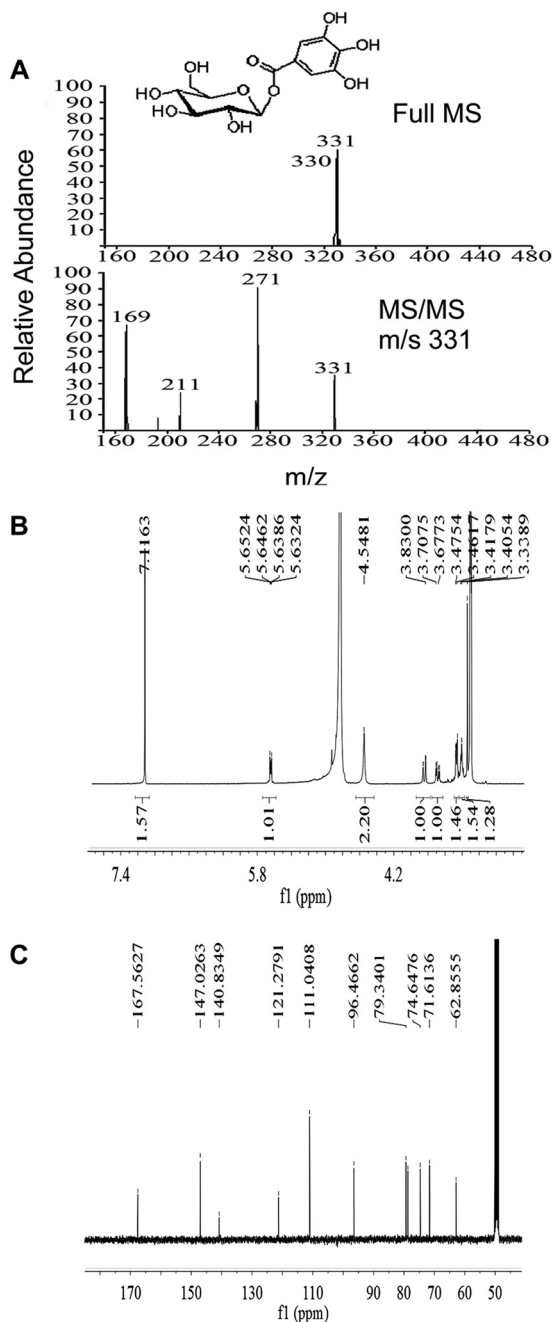 A
OH
HO
HO
OH
O
O
O
OH
OH
OH
Full MS
Relative Abundance
100
90
80
70
60
50
40
30
20
10
331
330
160 200 240 280 320 360 400 440 480
100
90
80
70
60
50
40
30
20
10
271
169
211
331
MS/MS
m/s 331
160 200 240 280 320 360 400 440 480
m/z
B
7.1163
5.6524
5.6462
5.6386
5.6324
4.5481
3.8300
3.7075
3.6773
3.4754
3.4617
3.4179
3.4054
3.3389
1.57
1.01
2.20
1.00
1.00
1.46
1.54
1.28
7.4 5.8 4.2
f1 (ppm)
C
167.5627
147.0263
140.8349
121.2791
111.0408
96.4662
79.3401
74.6476
71.6136
62.8555
170 150 130 110 90 80 70 60 50
f1 (ppm)